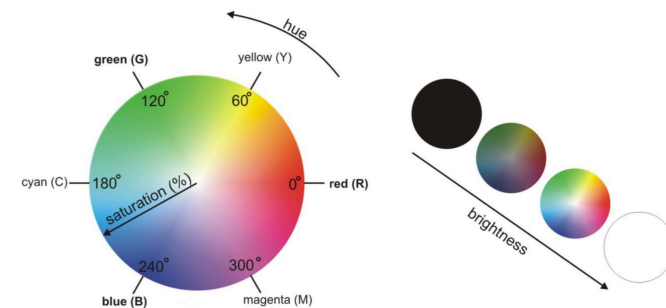 hue
green (G)
yellow (Y)
120°
60°
cyan (C)
180°
saturation (%)
0°
red (R)
240°
300°
blue (B)
magenta (M)
brightness